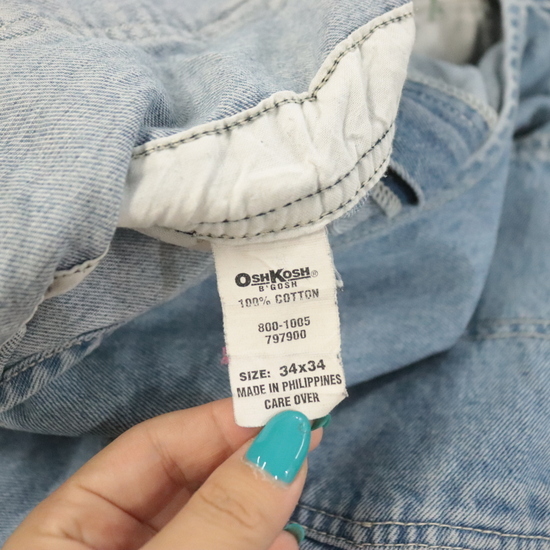 OSHKOSH®
B'GOSH
100% COTTON
800-1005
797900
SIZE: 34x34
MADE IN PHILIPPINES
CARE OVER